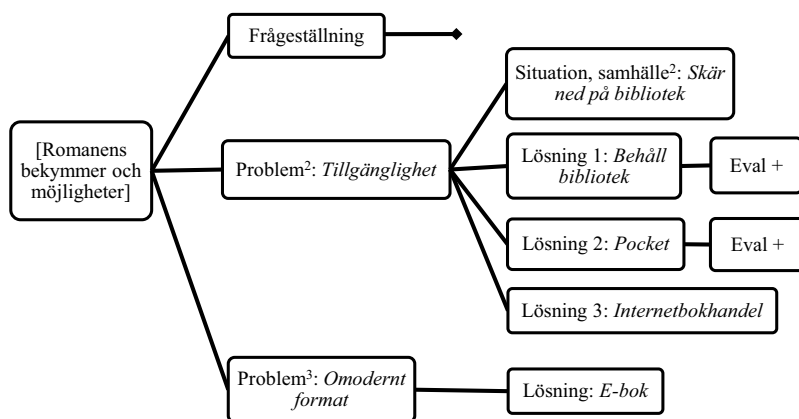 Frågeställning
Situation, samhälle²: Skär
ned på bibliotek
[Romanens
bekymmer och
möjligheter]
Problem²: Tillgänglighet
Lösning 1: Behåll
bibliotek
Eval +
Lösning 2: Pocket
Eval +
Lösning 3: Internetbokhandel
Problem³: Omodernt
format
Lösning: E-bok